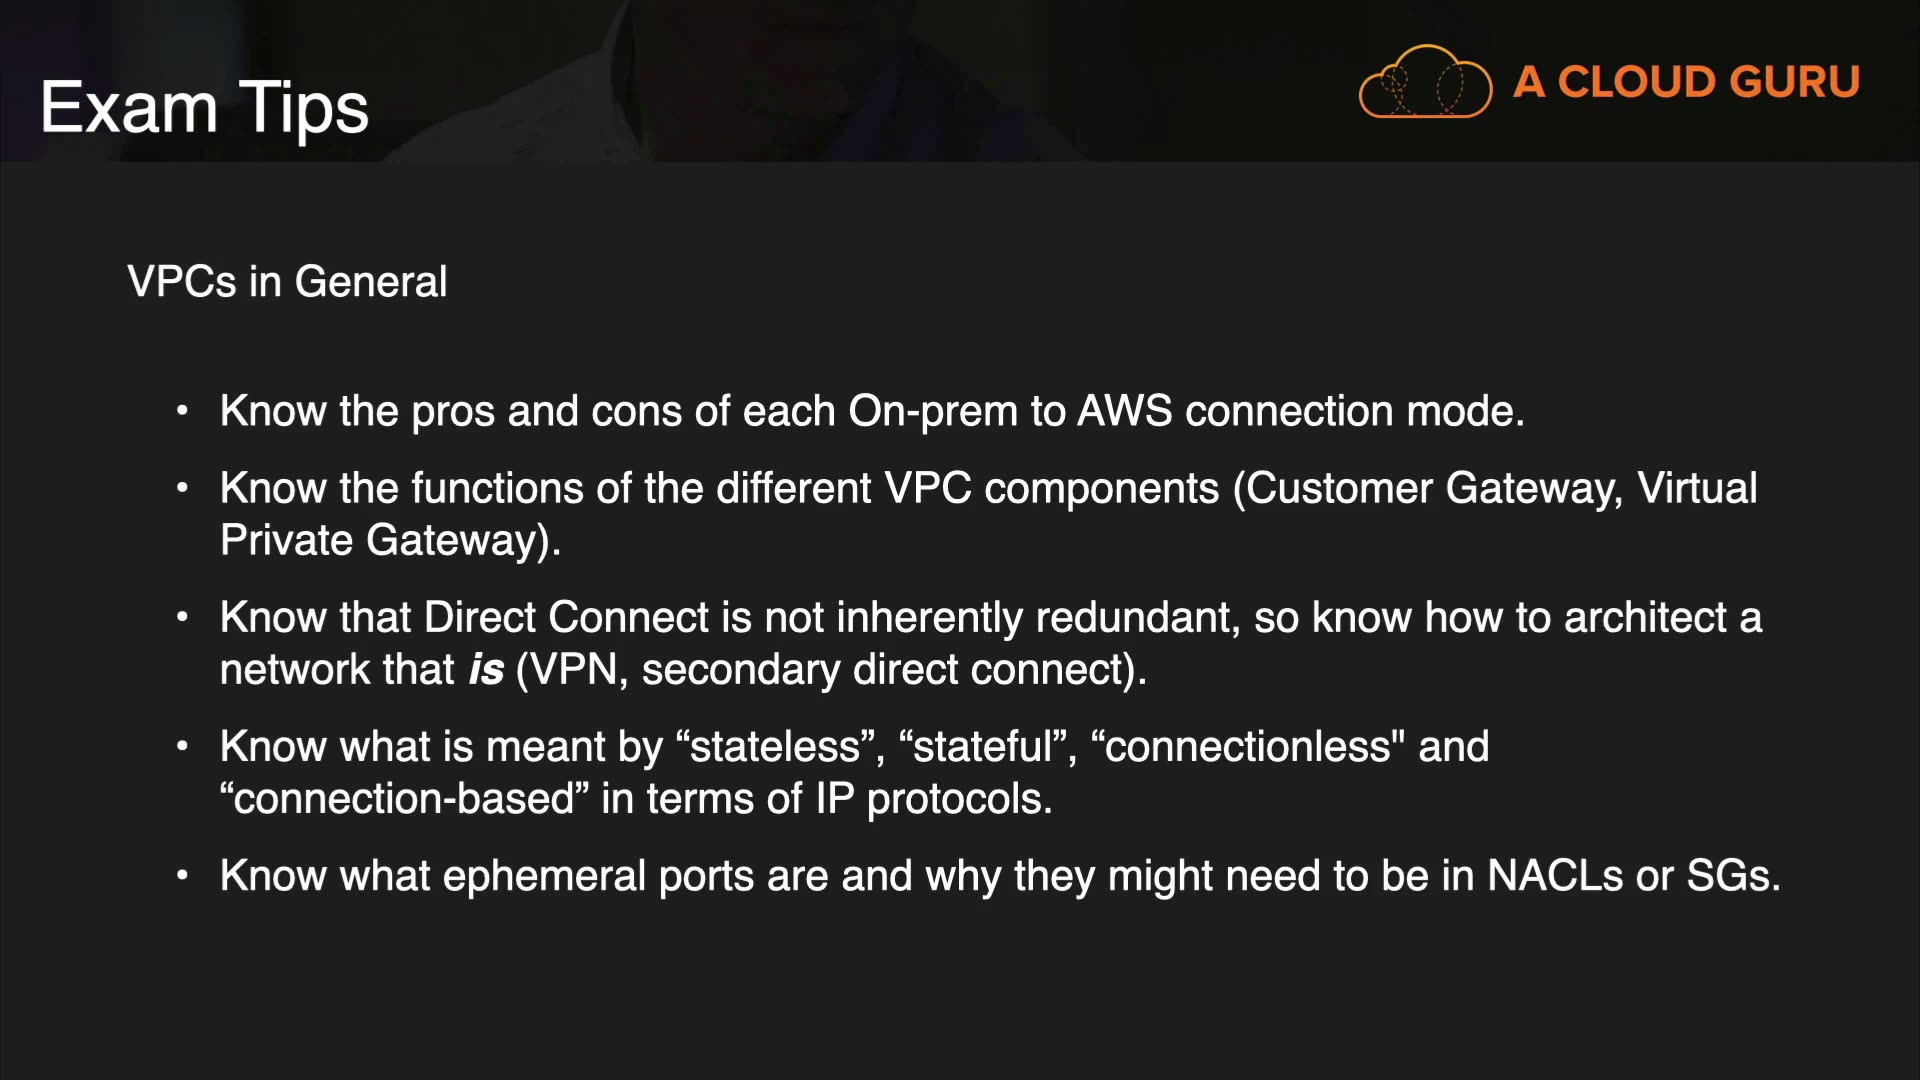 Exam Tips
A CLOUD GURU
VPCs in General
• Know the pros and cons of each On-prem to AWS connection mode.
• Know the functions of the different VPC components (Customer Gateway, Virtual
Private Gateway).
• Know that Direct Connect is not inherently redundant, so know how to architect a
network that is (VPN, secondary direct connect).
• Know what is meant by “stateless”, “stateful”, “connectionless" and
“connection-based” in terms of IP protocols.
• Know what ephemeral ports are and why they might need to be in NACLs or SGs.